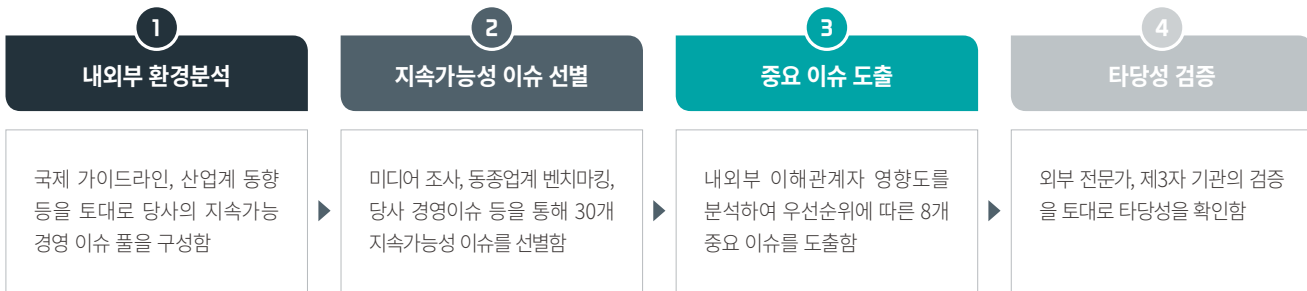 1
내외부 환경분석
국제 가이드라인, 산업계 동향
등을 토대로 당사의 지속가능
경영 이슈 풀을 구성함
2
지속가능성 이슈 선별
미디어 조사, 동종업계 벤치마킹,
당사 경영이슈 등을 통해 30개
지속가능성 이슈를 선별함
3
중요 이슈 도출
내외부 이해관계자 영향도를
분석하여 우선순위에 따른 8개
중요 이슈를 도출함
4
타당성 검증
외부 전문가, 제3자 기관의 검증
을 토대로 타당성을 확인함